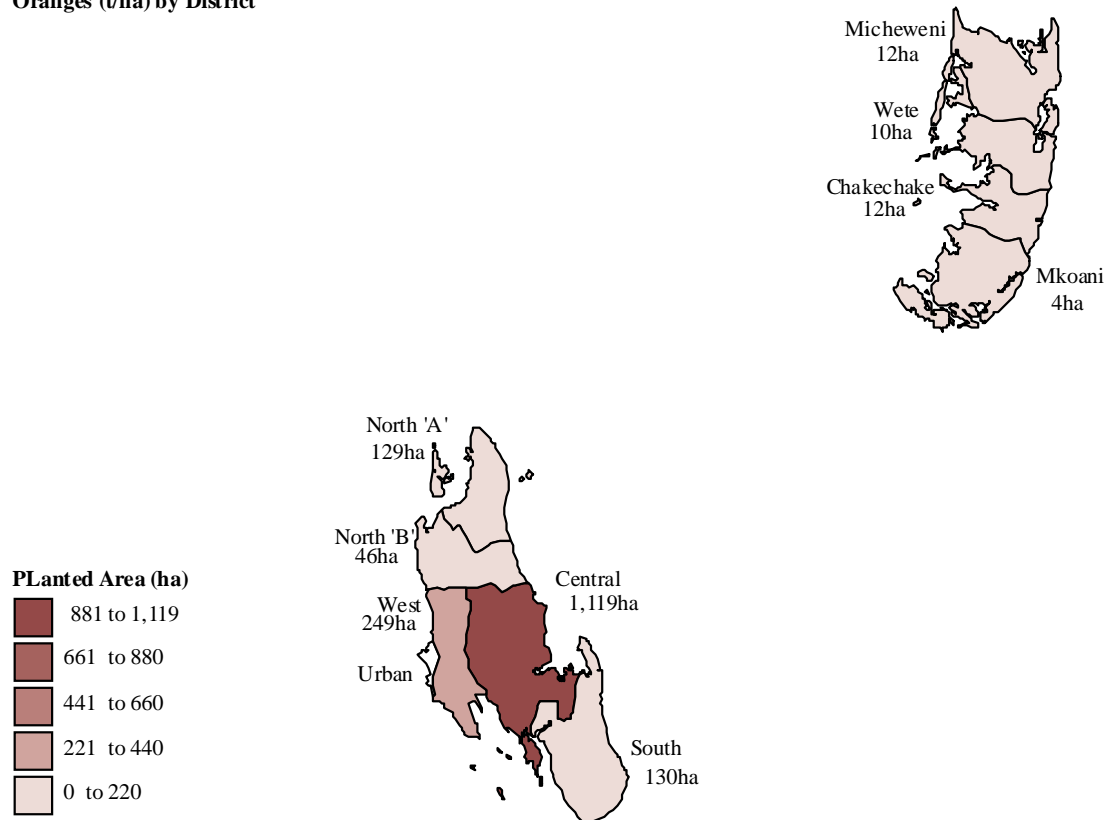 Oranges (t/ha) by District
Micheweni
12ha
Wete
10ha
Chakechake
12ha
Mkoani
4ha
North 'A'
129ha
North 'B'
46ha
Central
1,119ha
West
249ha
Urban
South
130ha
PLanted Area (ha)
881 to 1,119
661 to 880
441 to 660
221 to 440
0 to 220